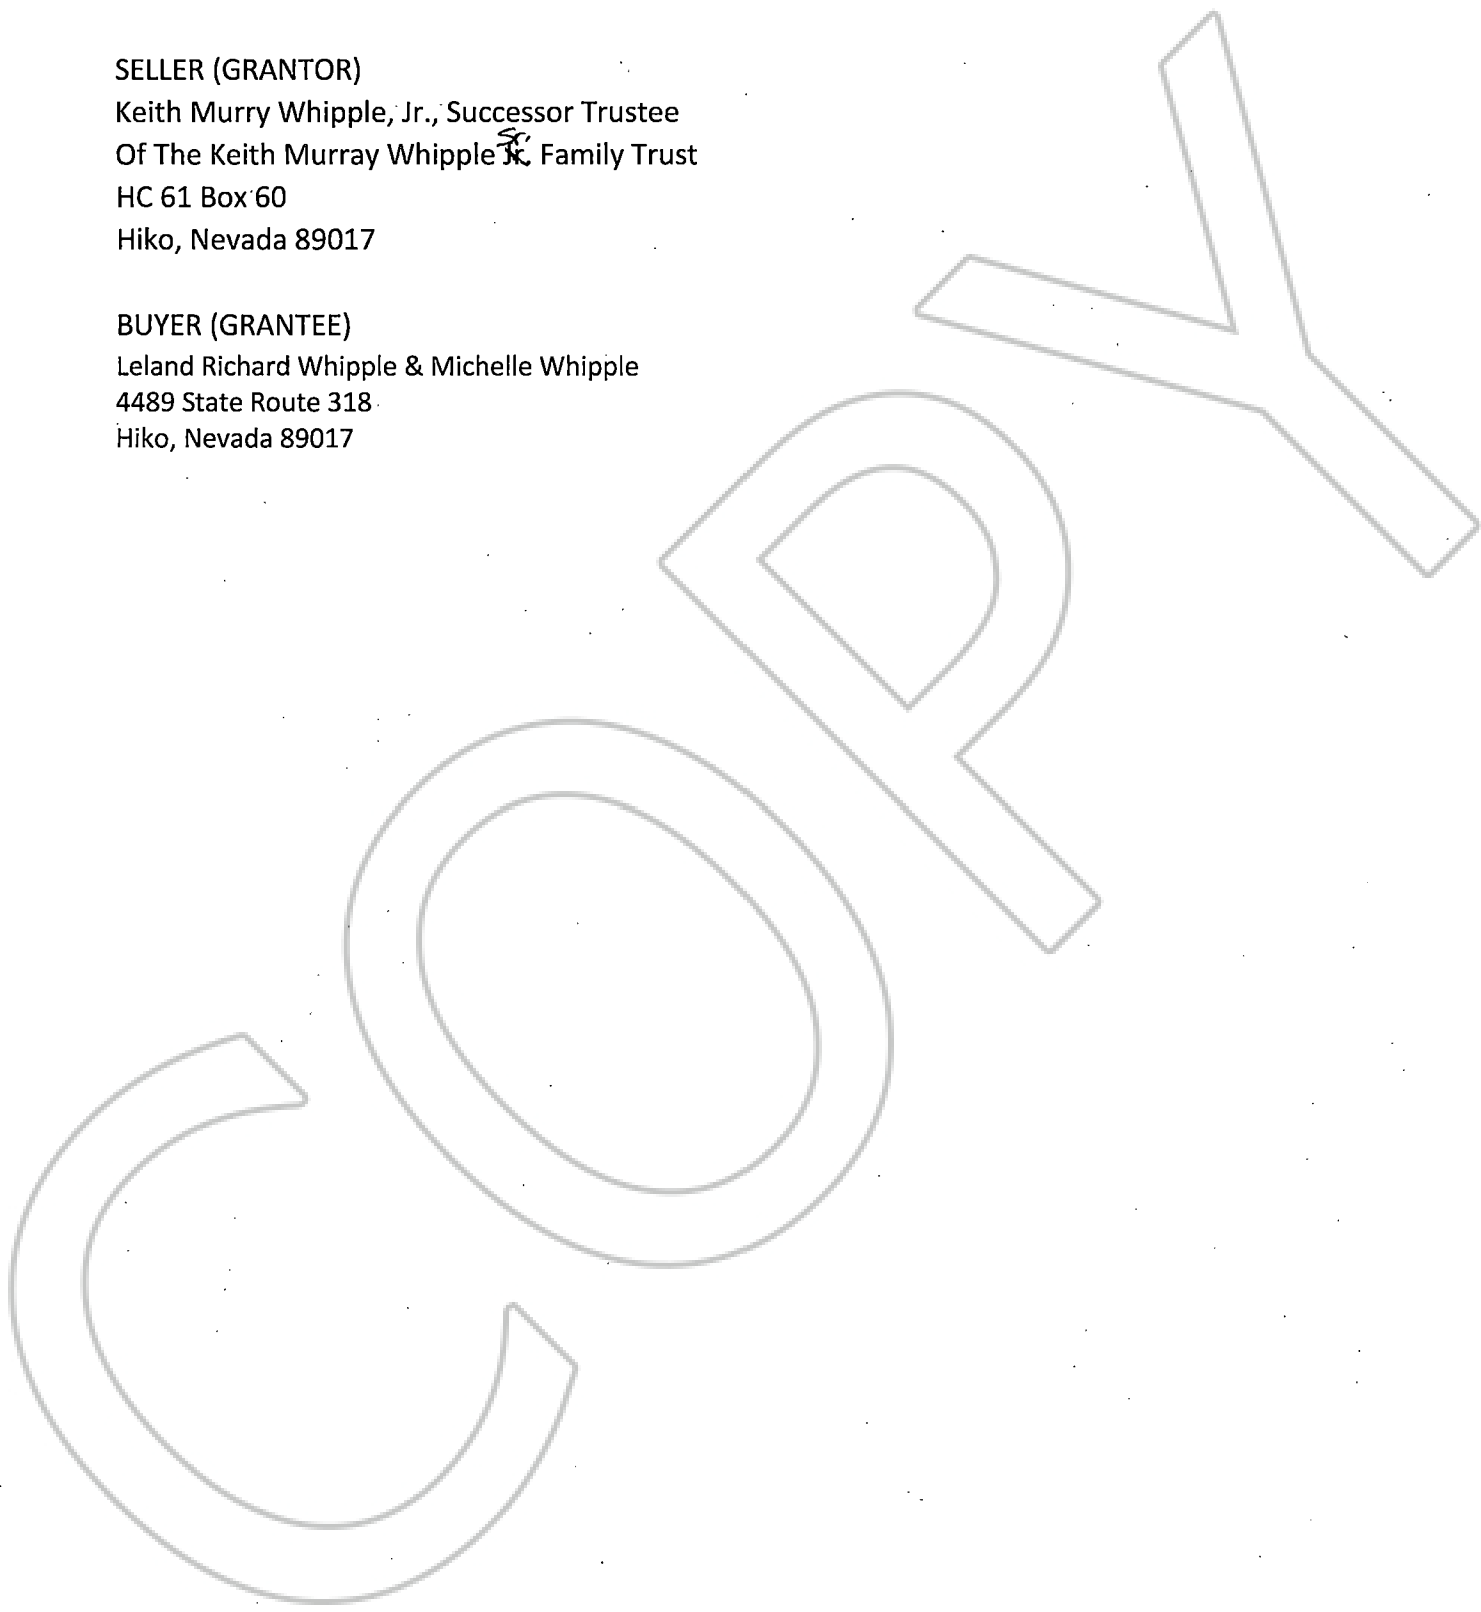 SELLER (GRANTOR)
Keith Murry Whipple, Jr., Successor Trustee
Sr.
Of The Keith Murray Whipple Jr. Family Trust
HC 61 Box 60
Hiko, Nevada 89017
BUYER (GRANTEE)
Leland Richard Whipple & Michelle Whipple
4489 State Route 318
Hiko, Nevada 89017
COPY